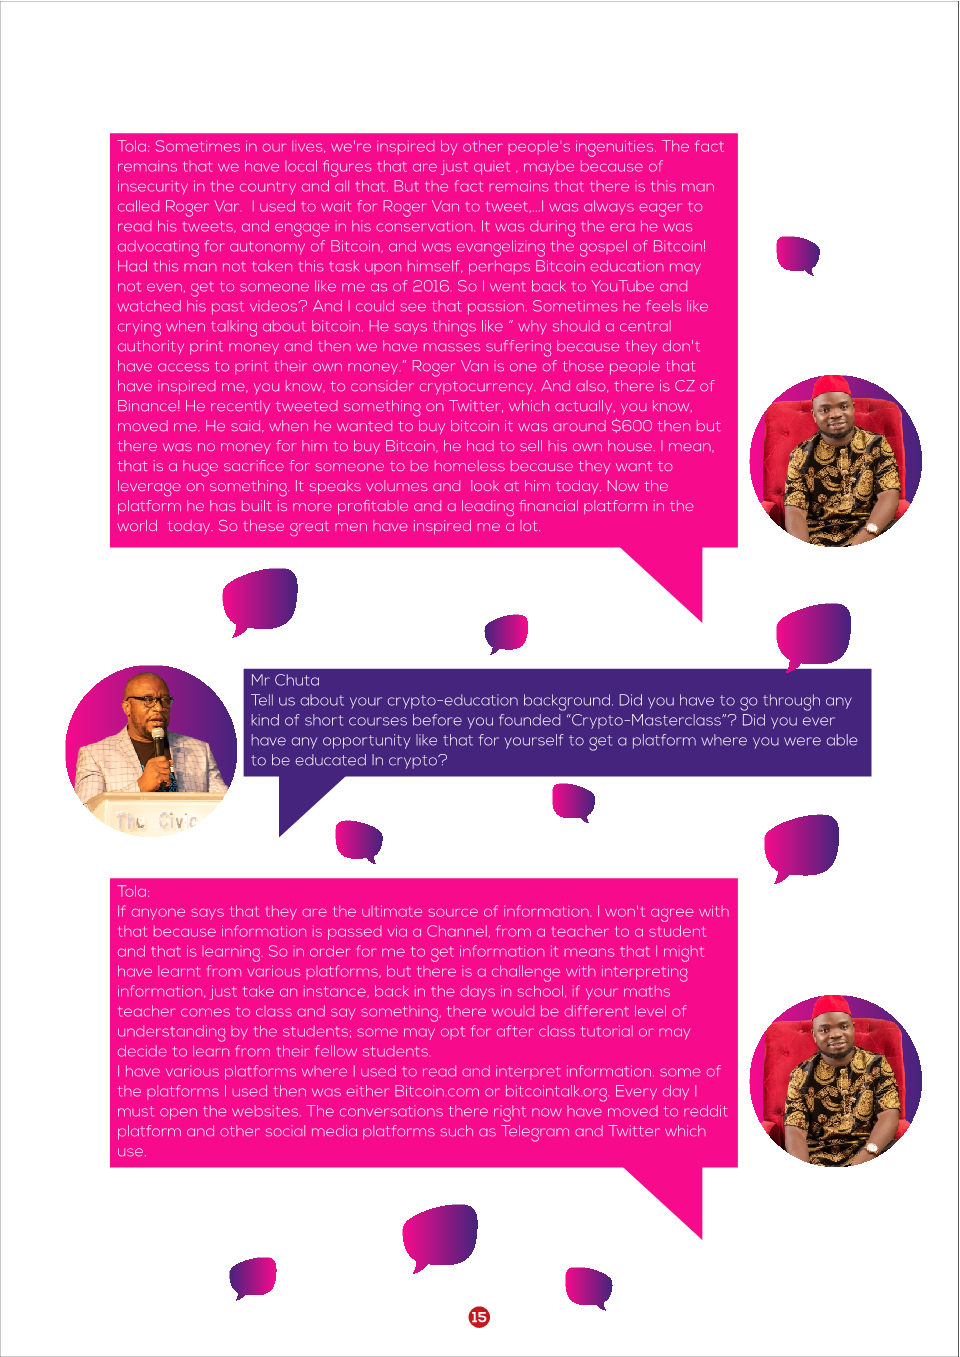 Tola: Sometimes in our lives, we're inspired by other people's ingenuities. The fact
remains that we have local figures that are just quiet , maybe because of
insecurity in the country and all that. But the fact remains that there is this man
called Roger Var.  I used to wait for Roger Van to tweet,...I was always eager to
read his tweets, and engage in his conservation. It was during the era he was
advocating for autonomy of Bitcoin, and was evangelizing the gospel of Bitcoin!
Had this man not taken this task upon himself, perhaps Bitcoin education may
not even, get to someone like me as of 2016. So I went back to YouTube and
watched his past videos? And I could see that passion. Sometimes he feels like
crying when talking about bitcoin. He says things like “ why should a central
authority print money and then we have masses suffering because they don't
have access to print their own money.” Roger Van is one of those people that
have inspired me, you know, to consider cryptocurrency. And also, there is CZ of
Binance! He recently tweeted something on Twitter, which actually, you know,
moved me. He said, when he wanted to buy bitcoin it was around $600 then but
there was no money for him to buy Bitcoin, he had to sell his own house. I mean,
that is a huge sacrifice for someone to be homeless because they want to
leverage on something. It speaks volumes and  look at him today. Now the
platform he has built is more profitable and a leading financial platform in the
world  today. So these great men have inspired me a lot.
Mr Chuta
Tell us about your crypto-education background. Did you have to go through any
kind of short courses before you founded “Crypto-Masterclass”? Did you ever
have any opportunity like that for yourself to get a platform where you were able
to be educated In crypto?
The Civic
Tola:
If anyone says that they are the ultimate source of information. I won't agree with
that because information is passed via a Channel, from a teacher to a student
and that is learning. So in order for me to get information it means that I might
have learnt from various platforms, but there is a challenge with interpreting
information, just take an instance, back in the days in school, if your maths
teacher comes to class and say something, there would be different level of
understanding by the students; some may opt for after class tutorial or may
decide to learn from their fellow students.
I have various platforms where I used to read and interpret information. some of
the platforms I used then was either Bitcoin.com or bitcointalk.org. Every day I
must open the websites. The conversations there right now have moved to reddit
platform and other social media platforms such as Telegram and Twitter which
use.
15